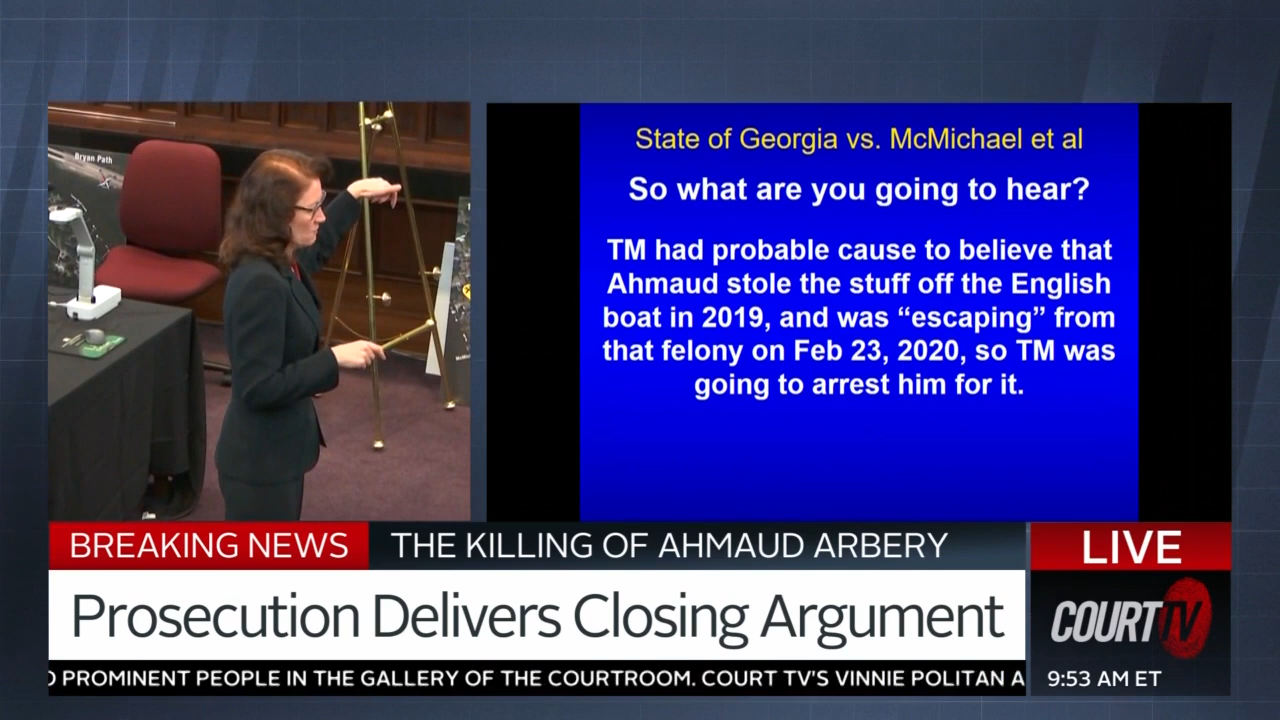 Bryan Path
State of Georgia vs. McMichael et al
So what are you going to hear?
TM had probable cause to believe that
Ahmaud stole the stuff off the English
boat in 2019, and was “escaping” from
that felony on Feb 23, 2020, so TM was
going to arrest him for it.
BREAKING NEWS
THE KILLING OF AHMAUD ARBERY
LIVE
Prosecution Delivers Closing Argument
COURT TV
PROMINENT PEOPLE IN THE GALLERY OF THE COURTROOM. COURT TV'S VINNIE POLITAN A
9:53 AM ET